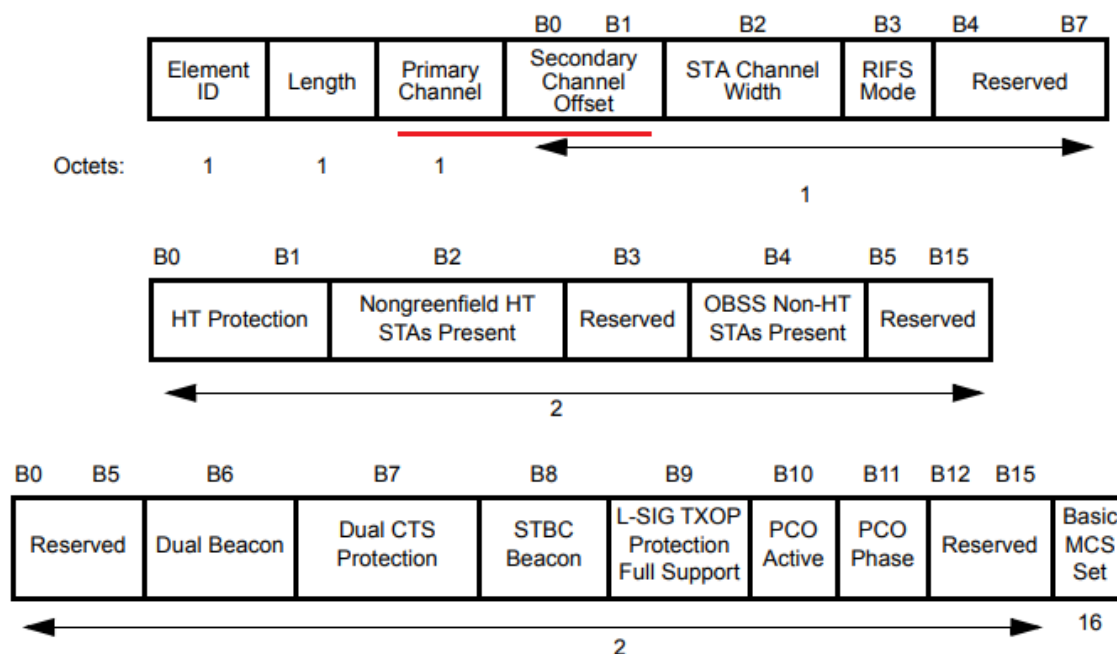 B0 B1 B2 B3 B4 B7
Element ID Length Primary Channel Secondary Channel Offset STA Channel Width RIFS Mode Reserved
Octets: 1 1 1
1
B0 B1 B2 B3 B4 B5 B15
HT Protection Nongreenfield HT STAs Present Reserved OBSS Non-HT STAs Present Reserved
2
B0 B5 B6 B7 B8 B9 B10 B11 B12 B15
Reserved Dual Beacon Dual CTS Protection STBC Beacon L-SIG TXOP Protection Full Support PCO Active PCO Phase Reserved Basic MCS Set
16
2